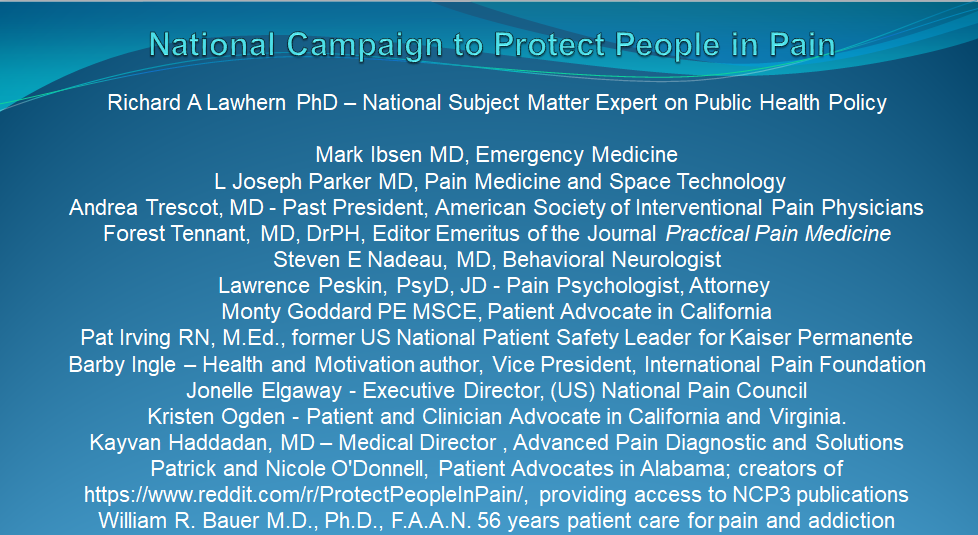 National Campaign to Protect People in Pain
Richard A Lawhern PhD – National Subject Matter Expert on Public Health Policy
Mark Ibsen MD, Emergency Medicine
L Joseph Parker MD, Pain Medicine and Space Technology
Andrea Trescot, MD - Past President, American Society of Interventional Pain Physicians
Forest Tennant, MD, DrPH, Editor Emeritus of the Journal Practical Pain Medicine
Steven E Nadeau, MD, Behavioral Neurologist
Lawrence Peskin, PsyD, JD - Pain Psychologist, Attorney
Monty Goddard PE MSCE, Patient Advocate in California
Pat Irving RN, M.Ed., former US National Patient Safety Leader for Kaiser Permanente
Barby Ingle – Health and Motivation author, Vice President, International Pain Foundation
Jonelle Elgaway - Executive Director, (US) National Pain Council
Kristen Ogden - Patient and Clinician Advocate in California and Virginia.
Kayvan Haddadan, MD – Medical Director , Advanced Pain Diagnostic and Solutions
Patrick and Nicole O'Donnell, Patient Advocates in Alabama; creators of
https://www.reddit.com/r/ProtectPeopleInPain/, providing access to NCP3 publications
William R. Bauer M.D., Ph.D., F.A.A.N. 56 years patient care for pain and addiction